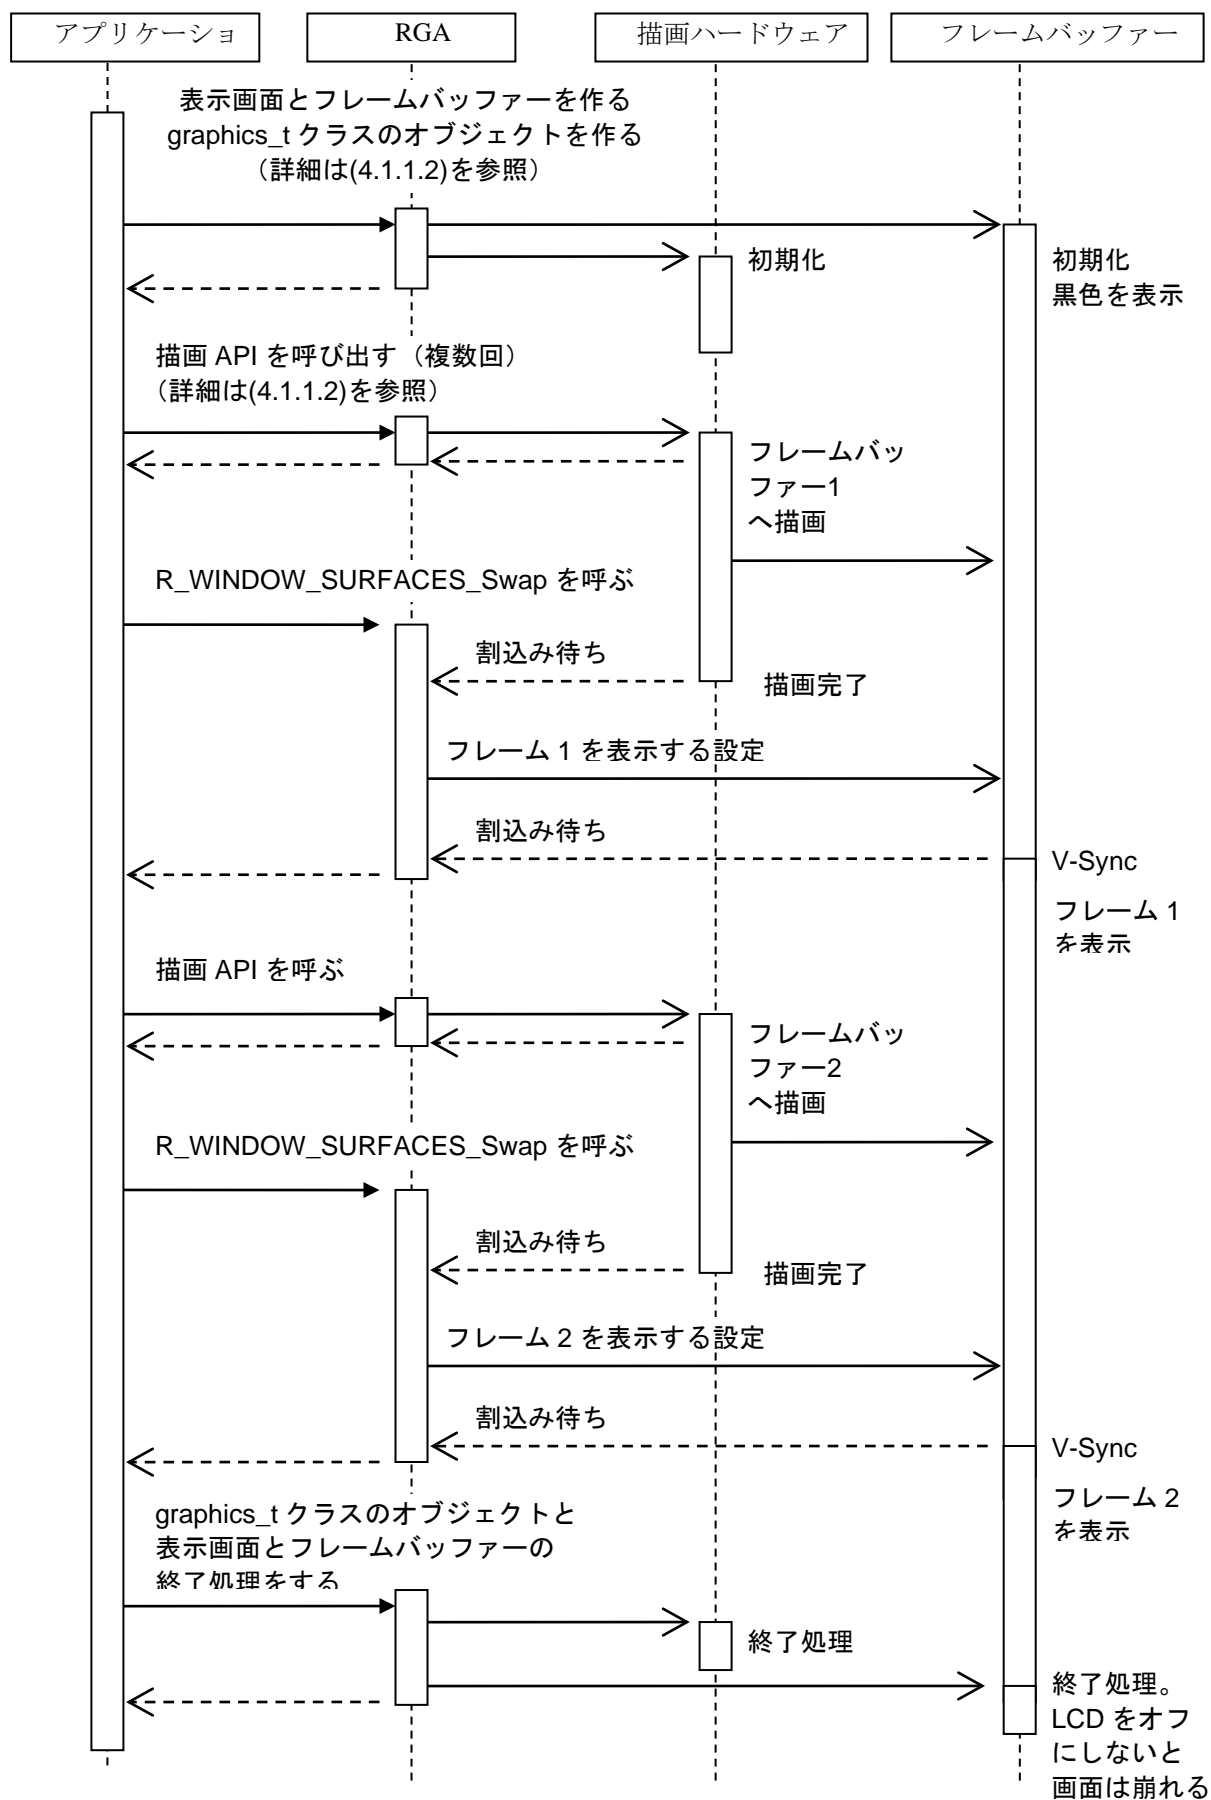 アプリケーショ
RGA
描画ハードウェア
フレームバッファー
表示画面とフレームバッファーを作る
graphics_t クラスのオブジェクトを作る
（詳細は(4.1.1.2)を参照）
初期化
初期化
黒色を表示
描画 API を呼び出す（複数回）
（詳細は(4.1.1.2)を参照）
フレームバッ
ファー1
へ描画
R_WINDOW_SURFACES_Swap を呼ぶ
割込み待ち
描画完了
フレーム 1 を表示する設定
割込み待ち
V-Sync
フレーム 1
を表示
描画 API を呼ぶ
フレームバッ
ファー2
へ描画
R_WINDOW_SURFACES_Swap を呼ぶ
割込み待ち
描画完了
フレーム 2 を表示する設定
割込み待ち
V-Sync
フレーム 2
を表示
graphics_t クラスのオブジェクトと
表示画面とフレームバッファーの
終了処理をする
終了処理
終了処理。
LCD をオフ
にしないと
画面は崩れる